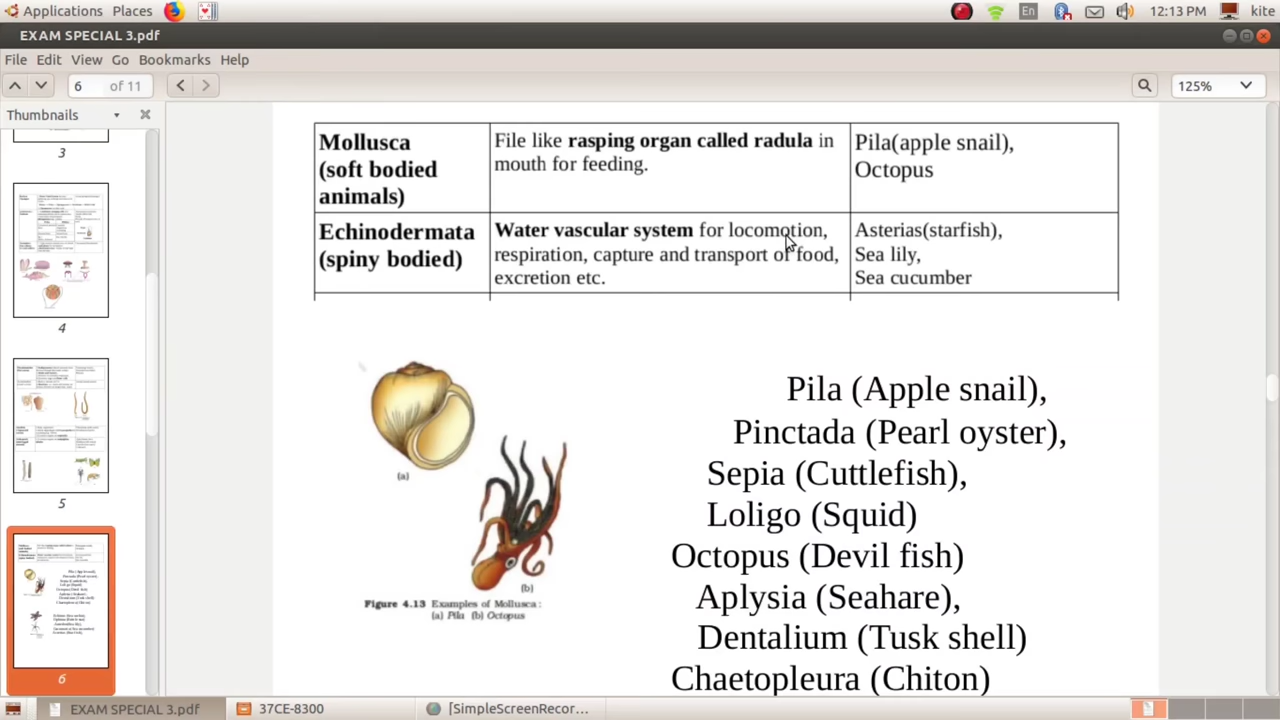 Applications Places En 12:13 PM kite
EXAM SPECIAL 3.pdf
File Edit View Go Bookmarks Help
6 of 11 125%
Thumbnails
3
4
5
6
Mollusca
(soft bodied
animals)
File like rasping organ called radula in
mouth for feeding.
Pila(apple snail),
Octopus
Echinodermata
(spiny bodied)
Water vascular system for locomotion,
respiration, capture and transport of food,
excretion etc.
Asterias(starfish),
Sea lily,
Sea cucumber
(a)
(b)
Figure 4.13 Examples of Mollusca :
(a) Pila (b) Octopus
Pila (Apple snail),
Pinctada (Pearl oyster),
Sepia (Cuttlefish),
Loligo (Squid)
Octopus (Devil fish)
Aplysia (Seahare),
Dentalium (Tusk shell)
Chaetopleura (Chiton)
EXAM SPECIAL 3.pdf 37CE-8300 [SimpleScreenRecor...